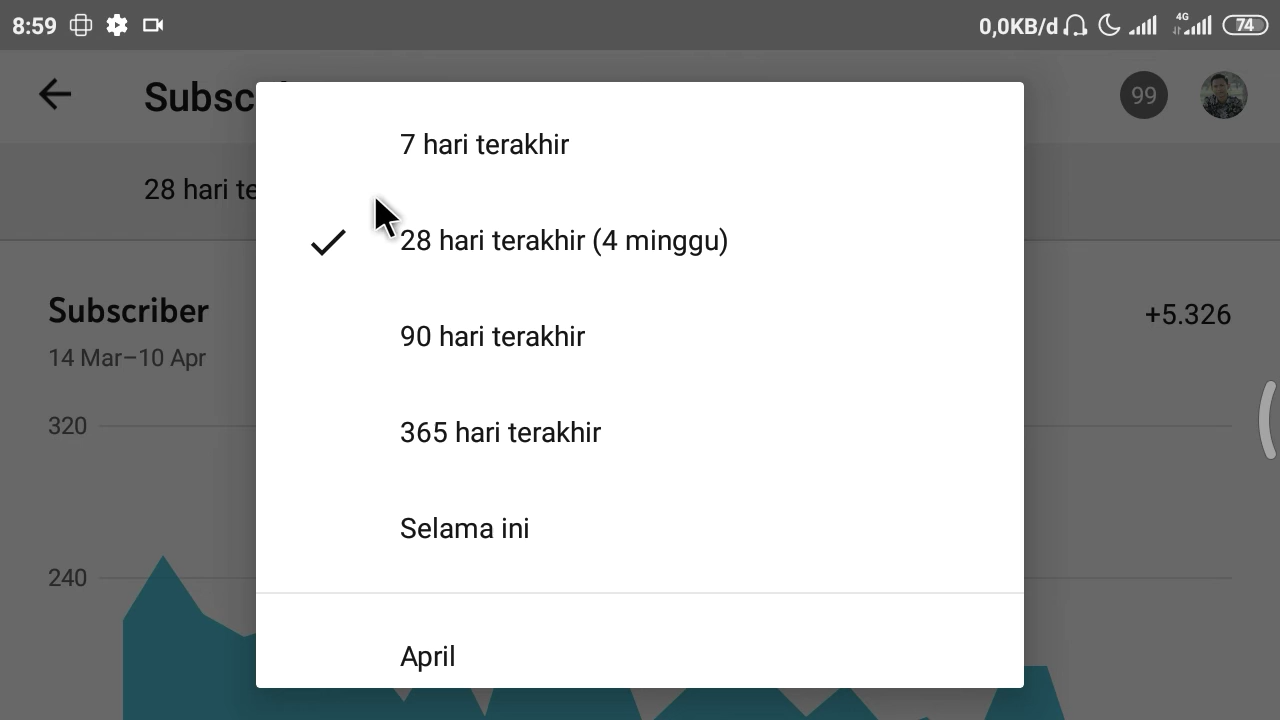 8:59 0,0KB/d 4G 74
Subsc 99
7 hari terakhir
28 hari te
28 hari terakhir (4 minggu)
Subscriber +5.326
14 Mar–10 Apr
90 hari terakhir
320
365 hari terakhir
Selama ini
240
April